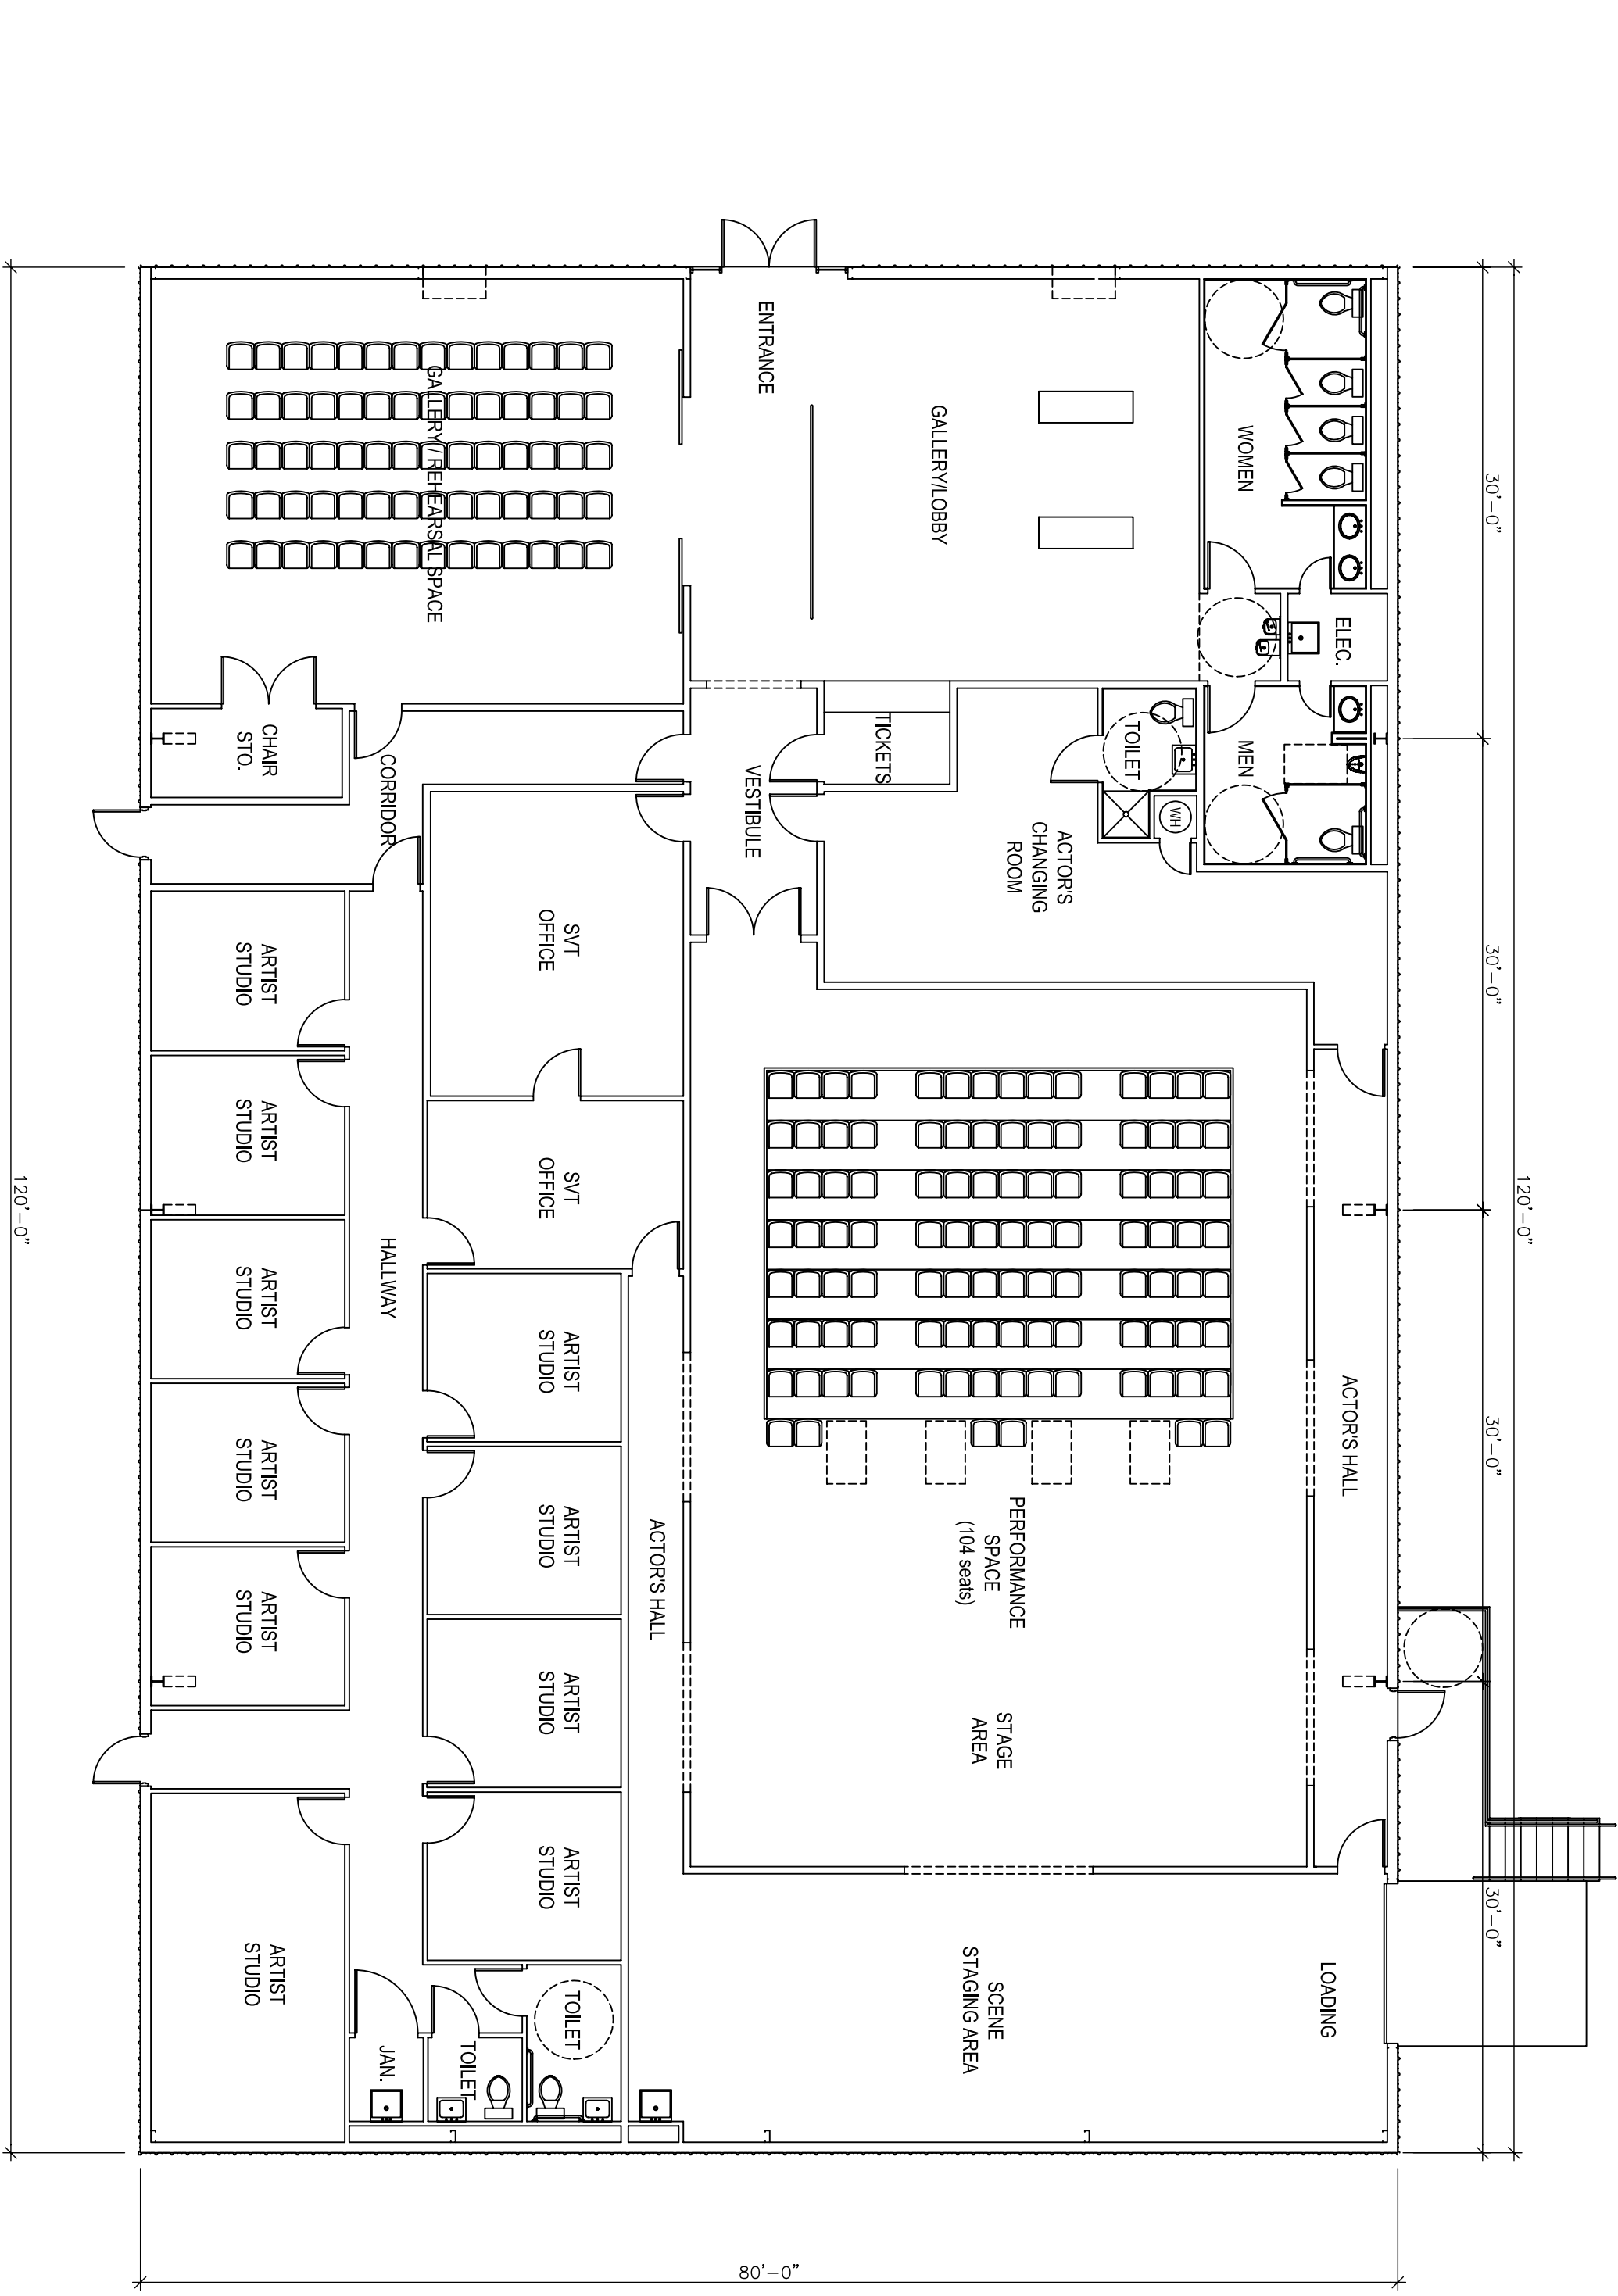 120'-0"
30'-0"
30'-0"
30'-0"
30'-0"
WOMEN
ELEC.
MEN
TOILET
WH
ACTOR'S
CHANGING
ROOM
ACTOR'S HALL
LOADING
GALLERY/LOBBY
ENTRANCE
TICKETS
VESTIBULE
PERFORMANCE
SPACE
(104 seats)
STAGE
AREA
SCENE
STAGING AREA
ACTOR'S HALL
GALLERY/ REHEARSAL SPACE
SVT
OFFICE
SVT
OFFICE
ARTIST
STUDIO
ARTIST
STUDIO
ARTIST
STUDIO
ARTIST
STUDIO
TOILET
TOILET
JAN.
CORRIDOR
HALLWAY
CHAIR
STO.
ARTIST
STUDIO
ARTIST
STUDIO
ARTIST
STUDIO
ARTIST
STUDIO
ARTIST
STUDIO
ARTIST
STUDIO
120'-0"
80'-0"